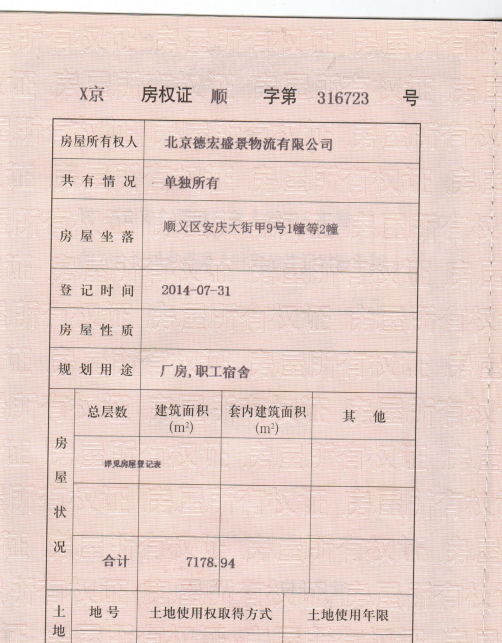 X京 房权证 顺 字第 316723 号
房屋所有权人 北京德宏盛景物流有限公司
共有情况 单独所有
房屋坐落 顺义区安庆大街甲9号1幢等2幢
登记时间 2014-07-31
房屋性质
规划用途 厂房,职工宿舍
房屋状况
总层数 建筑面积(m²) 套内建筑面积(m²) 其他
详见房屋登记表
合计 7178.94
土地
地号 土地使用权取得方式 土地使用年限